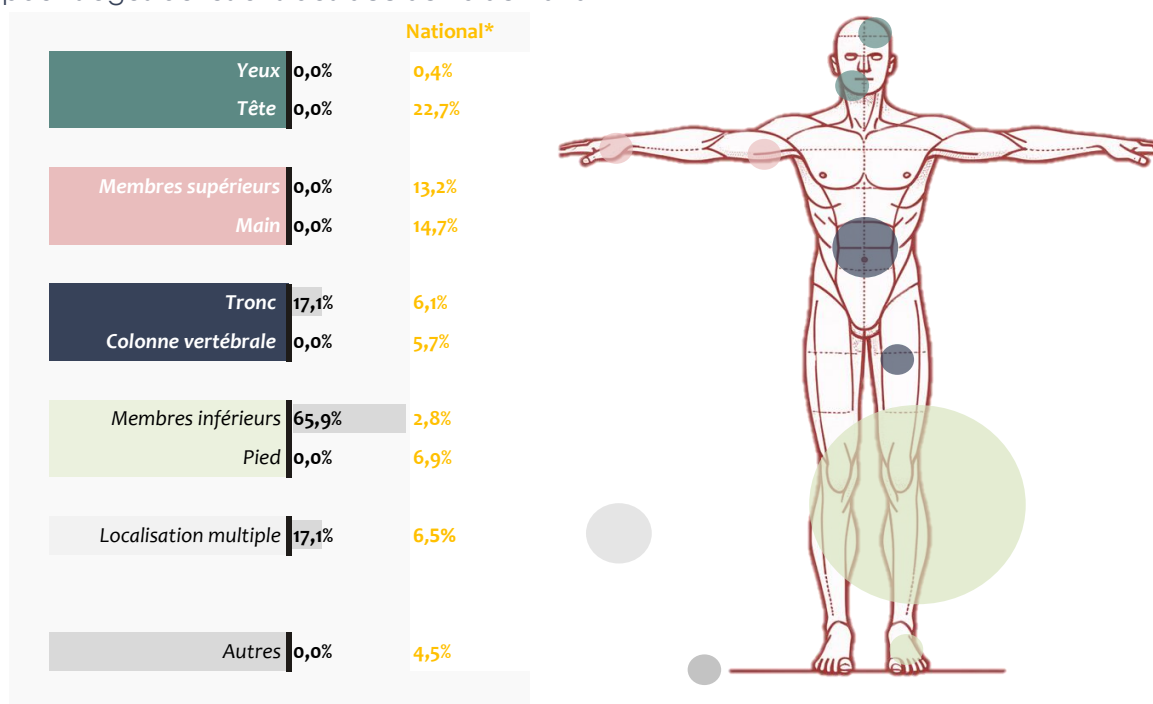 National*
Yeux 0,0% 0,4%
Tête 0,0% 22,7%
Membres supérieurs 0,0% 13,2%
Main 0,0% 14,7%
Tronc 17,1% 6,1%
Colonne vertébrale 0,0% 5,7%
Membres inférieurs 65,9% 2,8%
Pied 0,0% 6,9%
Localisation multiple 17,1% 6,5%
Autres 0,0% 4,5%